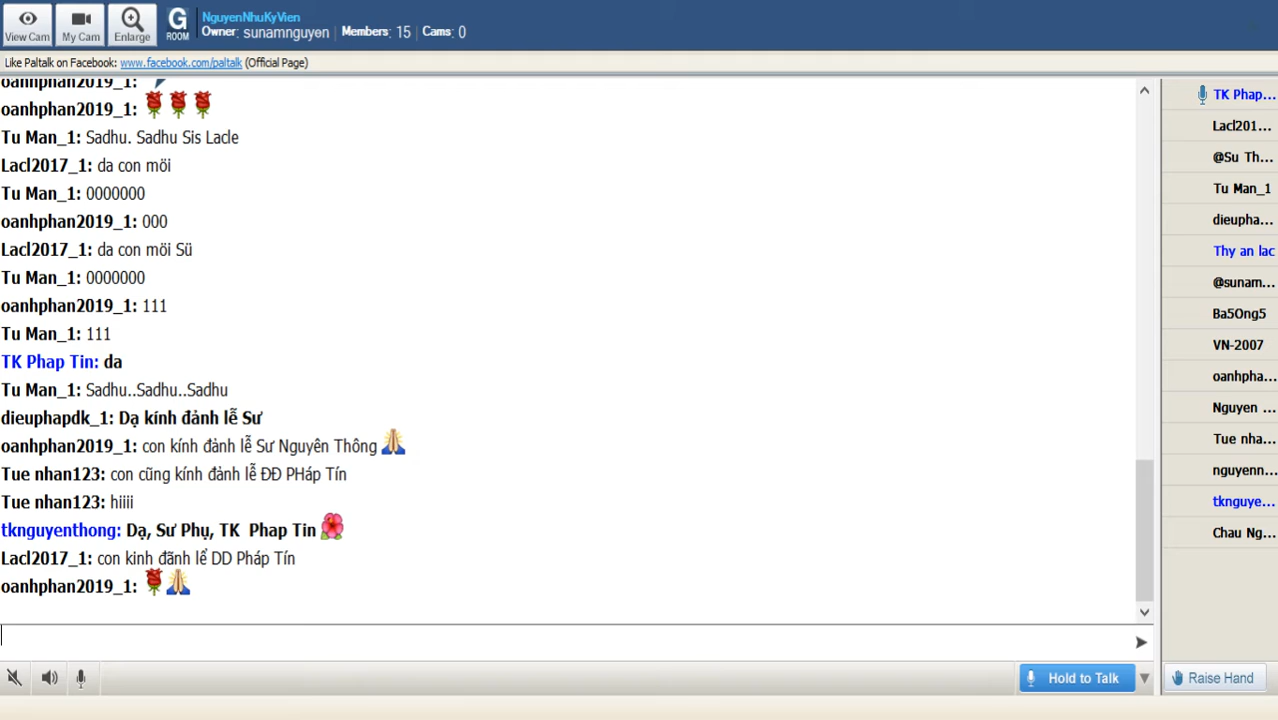 View Cam
My Cam
Enlarge
G
ROOM
NguyenNhuKyVien
Owner: sunamnguyen Members: 15 Cams: 0
Like Paltalk on Facebook: www.facebook.com/paltalk (Official Page)
oanhphan2019_1:
oanhphan2019_1:
Tu Man_1: Sadhu. Sadhu Sis Lacle
Lacl2017_1: da con möi
Tu Man_1: 0000000
oanhphan2019_1: 000
Lacl2017_1: da con möi Sü
Tu Man_1: 0000000
oanhphan2019_1: 111
Tu Man_1: 111
TK Phap Tin: da
Tu Man_1: Sadhu..Sadhu..Sadhu
dieuphapdk_1: Dạ kính đảnh lễ Sư
oanhphan2019_1: con kính đảnh lễ Sư Nguyên Thông
Tue nhan123: con cũng kính đảnh lễ ĐĐ PHáp Tín
Tue nhan123: hiiii
tknguyenthong: Dạ, Sư Phụ, TK Phap Tin
Lacl2017_1: con kinh đãnh lể DD Pháp Tín
oanhphan2019_1:
TK Phap...
Lacl201...
@Su Th...
Tu Man_1
dieupha...
Thy an lac
@sunam...
Ba5Ong5
VN-2007
oanhpha...
Nguyen ...
Tue nha...
nguyenn...
tknguye...
Chau Ng...
Hold to Talk
Raise Hand